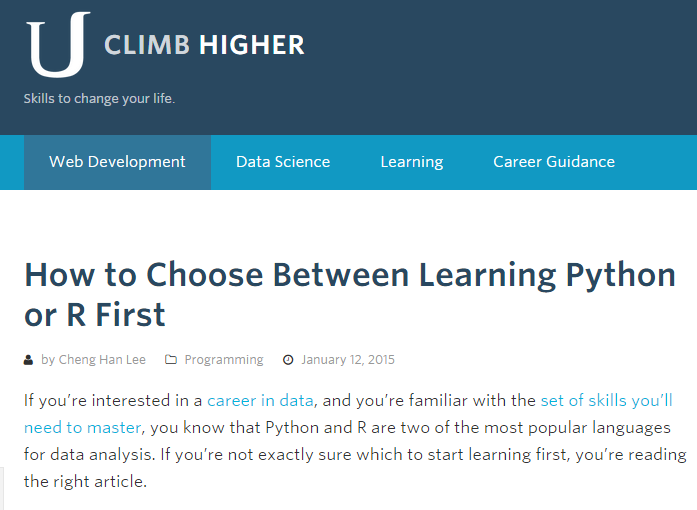 U CLIMB HIGHER
Skills to change your life.
Web Development Data Science Learning Career Guidance
How to Choose Between Learning Python
or R First
by Cheng Han Lee Programming January 12, 2015
If you’re interested in a career in data, and you’re familiar with the set of skills you’ll
need to master, you know that Python and R are two of the most popular languages
for data analysis. If you’re not exactly sure which to start learning first, you’re reading
the right article.